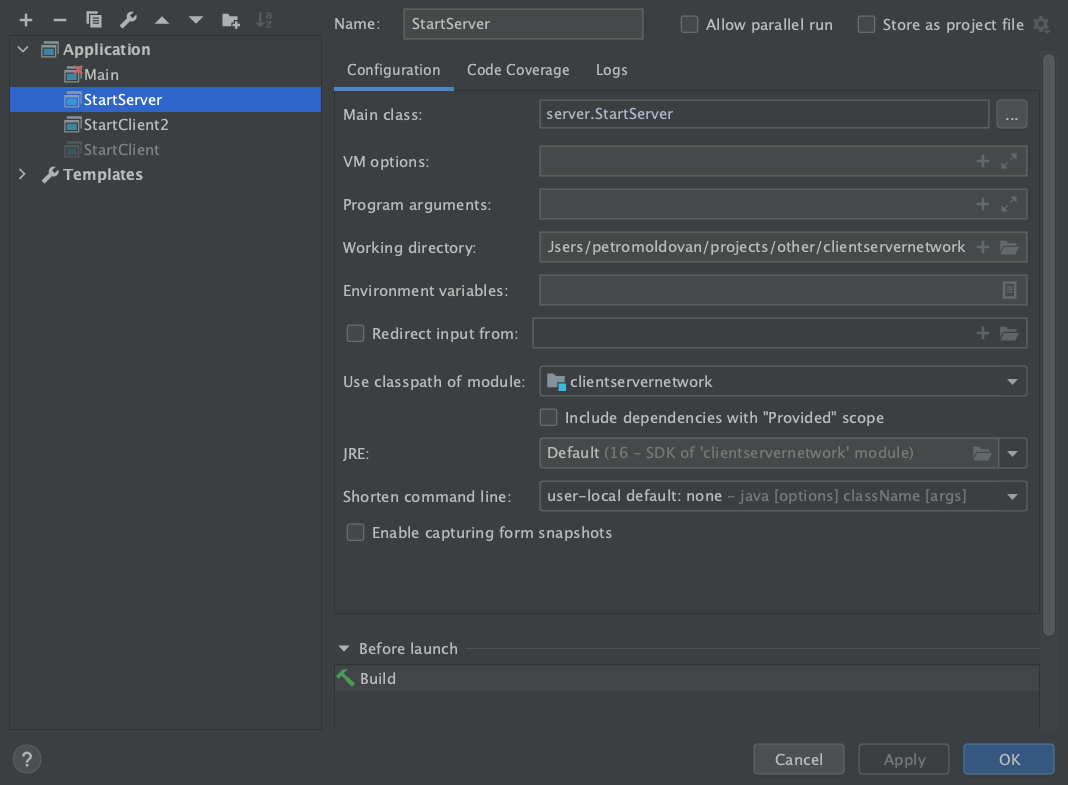 Name: StartServer Allow parallel run Store as project file
Application
Main
StartServer
StartClient2
StartClient
Templates
Configuration Code Coverage Logs
Main class: server.StartServer ...
VM options:
Program arguments:
Working directory: Jsers/petromoldovan/projects/other/clientservernetwork
Environment variables:
Redirect input from:
Use classpath of module: clientservernetwork
Include dependencies with "Provided" scope
JRE: Default (16 – SDK of 'clientservernetwork' module)
Shorten command line: user-local default: none – java [options] className [args]
Enable capturing form snapshots
Before launch
Build
? Cancel Apply OK